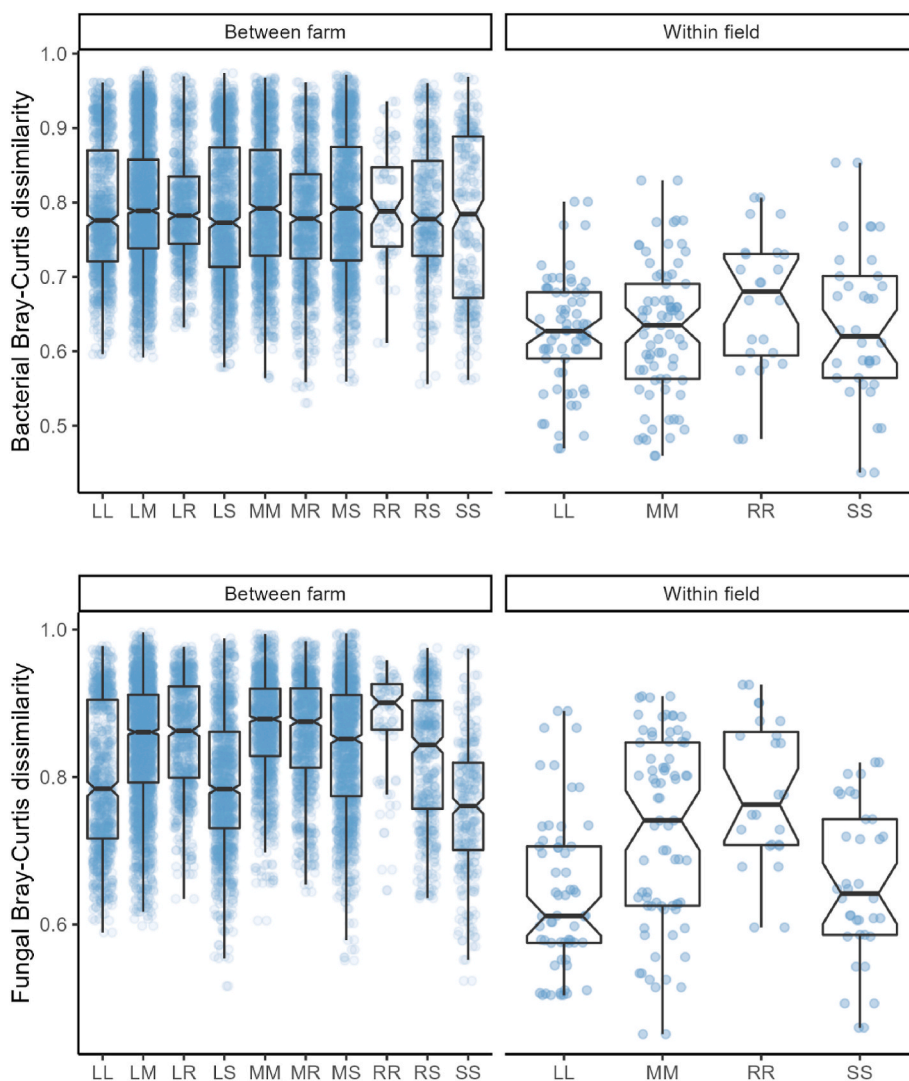 Between farm
Within field
Bacterial Bray-Curtis dissimilarity
1.0
0.9
0.8
0.7
0.6
0.5
LL LM LR LS MM MR MS RR RS SS
LL MM RR SS
Between farm
Within field
Fungal Bray-Curtis dissimilarity
1.0
0.8
0.6
LL LM LR LS MM MR MS RR RS SS
LL MM RR SS